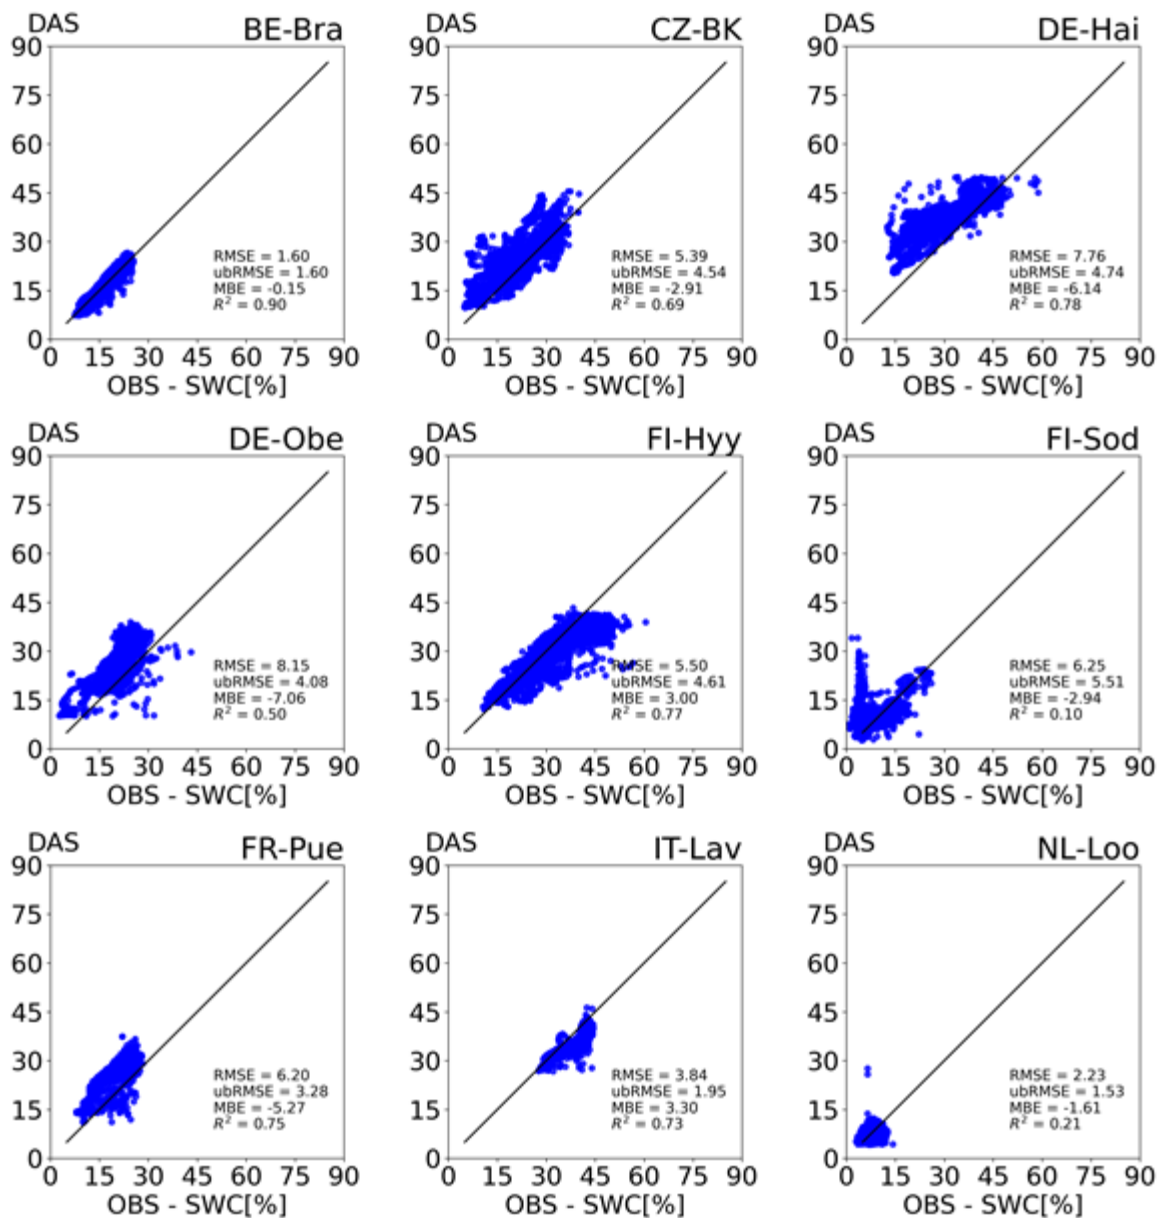 DAS BE-Bra
90
75
60
45
30
15
0
RMSE = 1.60
ubRMSE = 1.60
MBE = -0.15
R² = 0.90
0 15 30 45 60 75 90
OBS - SWC[%]
DAS CZ-BK
90
75
60
45
30
15
0
RMSE = 5.39
ubRMSE = 4.54
MBE = -2.91
R² = 0.69
0 15 30 45 60 75 90
OBS - SWC[%]
DAS DE-Hai
90
75
60
45
30
15
0
RMSE = 7.76
ubRMSE = 4.74
MBE = -6.14
R² = 0.78
0 15 30 45 60 75 90
OBS - SWC[%]
DAS DE-Obe
90
75
60
45
30
15
0
RMSE = 8.15
ubRMSE = 4.08
MBE = -7.06
R² = 0.50
0 15 30 45 60 75 90
OBS - SWC[%]
DAS FI-Hyy
90
75
60
45
30
15
0
RMSE = 5.50
ubRMSE = 4.61
MBE = 3.00
R² = 0.77
0 15 30 45 60 75 90
OBS - SWC[%]
DAS FI-Sod
90
75
60
45
30
15
0
RMSE = 6.25
ubRMSE = 5.51
MBE = -2.94
R² = 0.10
0 15 30 45 60 75 90
OBS - SWC[%]
DAS FR-Pue
90
75
60
45
30
15
0
RMSE = 6.20
ubRMSE = 3.28
MBE = -5.27
R² = 0.75
0 15 30 45 60 75 90
OBS - SWC[%]
DAS IT-Lav
90
75
60
45
30
15
0
RMSE = 3.84
ubRMSE = 1.95
MBE = 3.30
R² = 0.73
0 15 30 45 60 75 90
OBS - SWC[%]
DAS NL-Loo
90
75
60
45
30
15
0
RMSE = 2.23
ubRMSE = 1.53
MBE = -1.61
R² = 0.21
0 15 30 45 60 75 90
OBS - SWC[%]